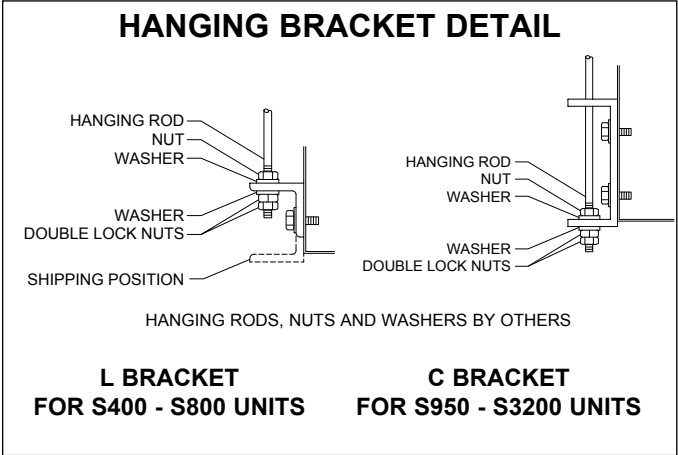 HANGING BRACKET DETAIL
HANGING ROD
NUT
WASHER
WASHER
DOUBLE LOCK NUTS
SHIPPING POSITION
HANGING ROD
NUT
WASHER
WASHER
DOUBLE LOCK NUTS
HANGING RODS, NUTS AND WASHERS BY OTHERS
L BRACKET
FOR S400 - S800 UNITS
C BRACKET
FOR S950 - S3200 UNITS